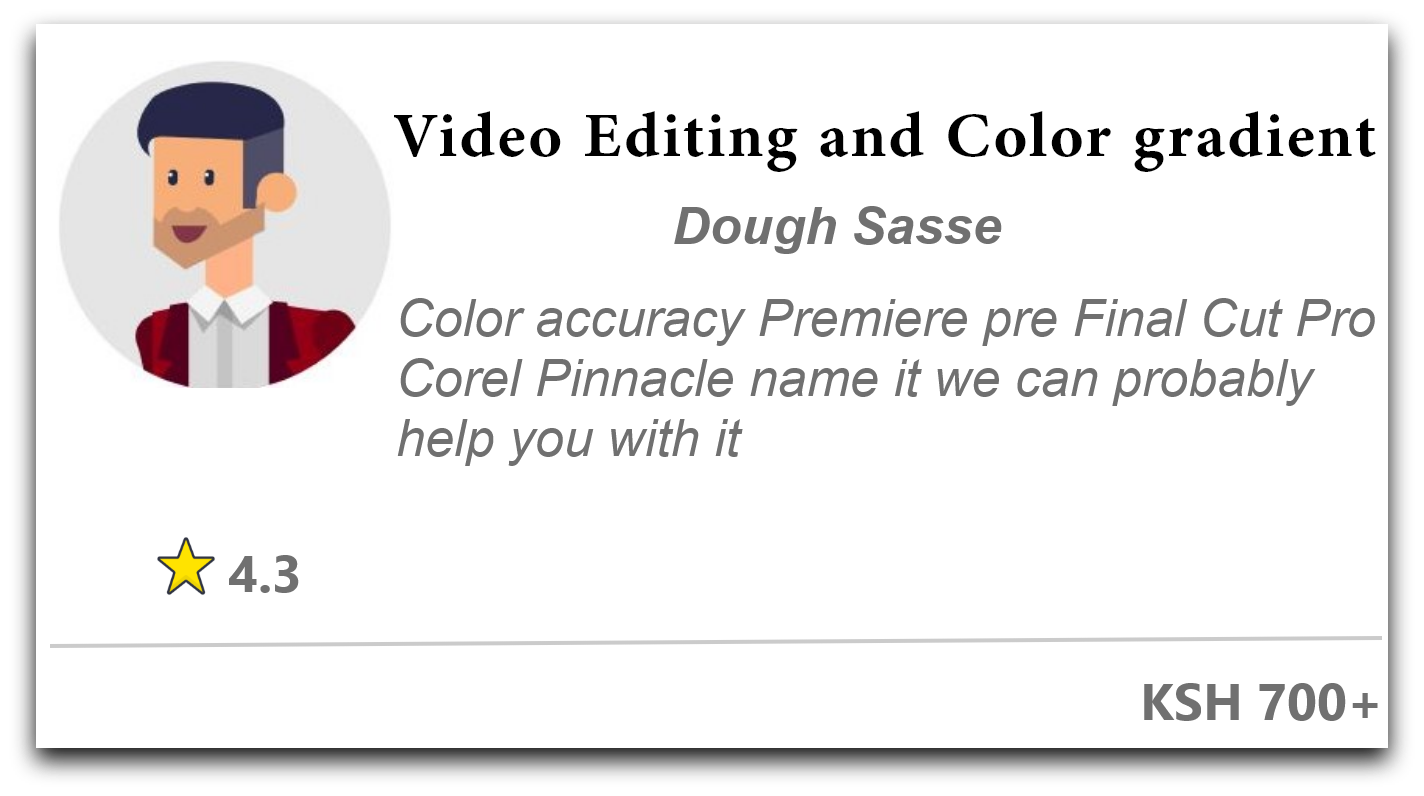 Video Editing and Color gradient
Dough Sasse
Color accuracy Premiere pre Final Cut Pro
Corel Pinnacle name it we can probably
help you with it
4.3
KSH 700+